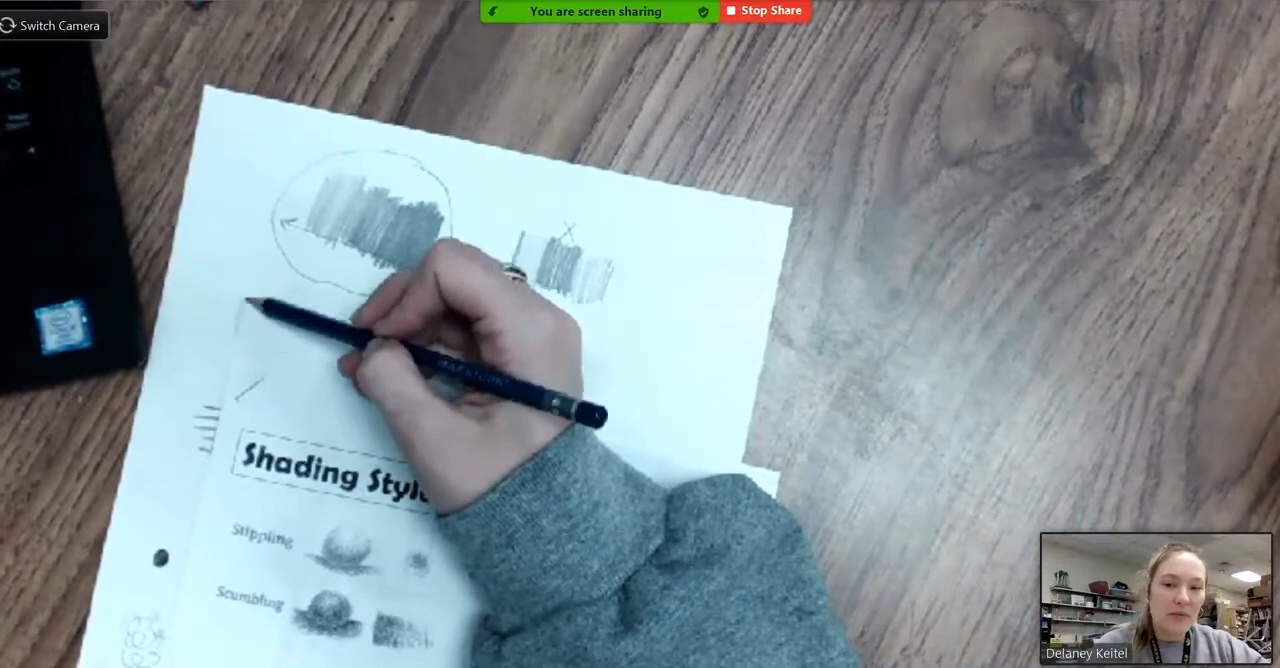 You are screen sharing
Stop Share
Switch Camera
Shading Styl
Stippling
Scumbling
Delaney Keitel